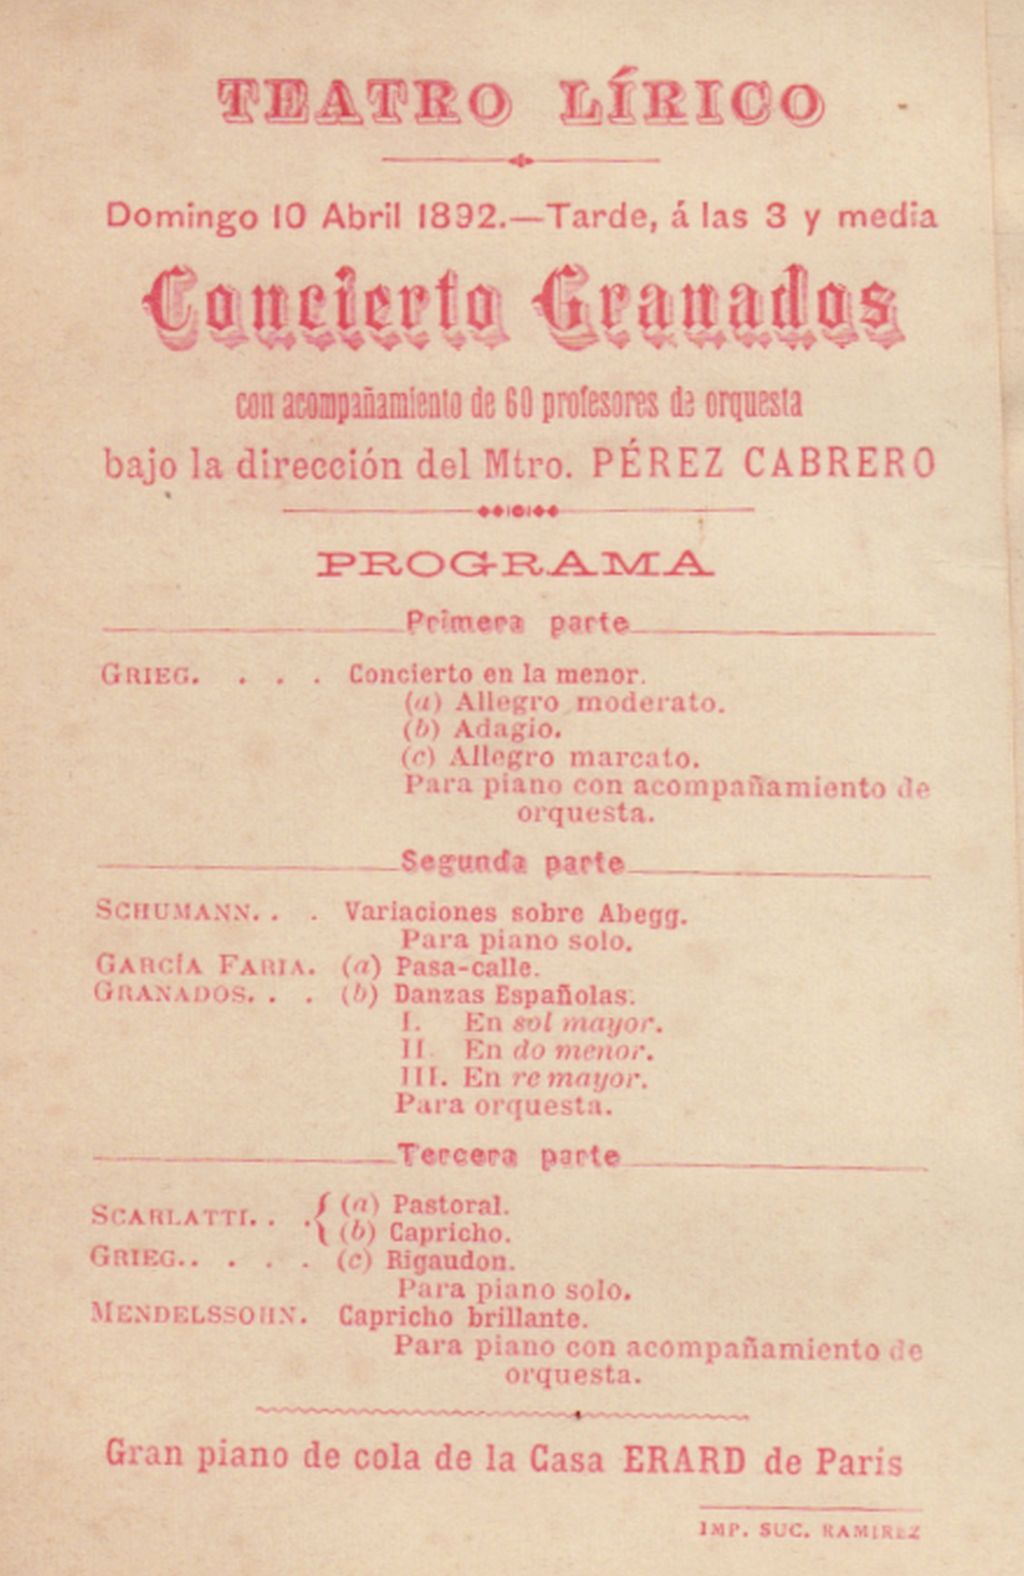 TEATRO LÍRICO
Domingo 10 Abril 1892.—Tarde, á las 3 y media
Concierto Granados
con acompañamiento de 60 profesores de orquesta
bajo la dirección del Mtro. PÉREZ CABRERO
PROGRAMA
Primera parte
GRIEG. . . . Concierto en la menor.
(a) Allegro moderato.
(b) Adagio.
(c) Allegro marcato.
Para piano con acompañamiento de
orquesta.
Segunda parte
SCHUMANN. . . Variaciones sobre Abegg.
Para piano solo.
GARCÍA FARIA. (a) Pasa-calle.
GRANADOS. . . (b) Danzas Españolas.
I. En sol mayor.
II. En do menor.
III. En re mayor.
Para orquesta.
Tercera parte
SCARLATTI. . . { (a) Pastoral.
(b) Capricho.
GRIEG. . . . . (c) Rigaudon.
Para piano solo.
MENDELSSOHN. Capricho brillante.
Para piano con acompañamiento de
orquesta.
Gran piano de cola de la Casa ERARD de París
IMP. SUC. RAMIREZ